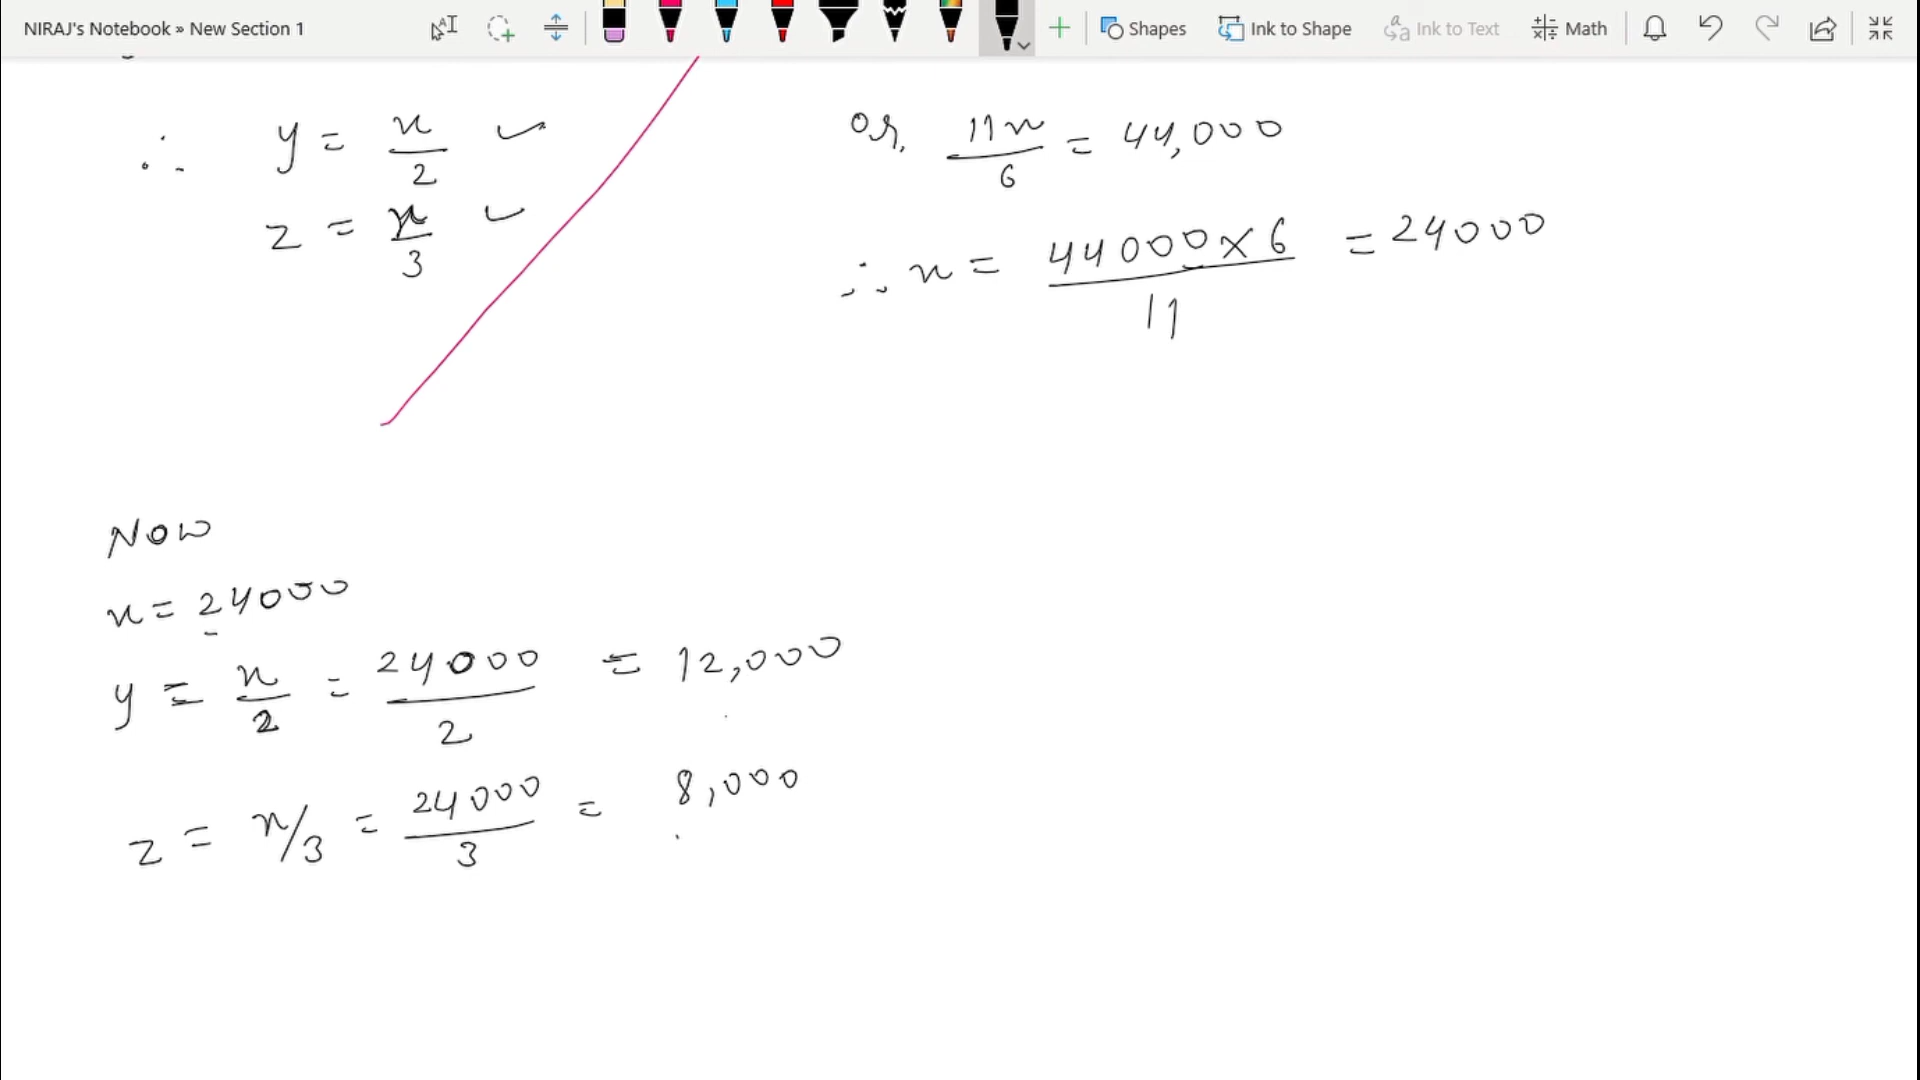 NIRAJ's Notebook » New Section 1
Shapes
Ink to Shape
Ink to Text
Math
∴ y = x/2
z = x/3
or, 11x/6 = 44,000
∴ x = 44000×6/11 = 24000
Now
x = 24000
y = x/2 = 24000/2 = 12,000
z = x/3 = 24000/3 = 8,000